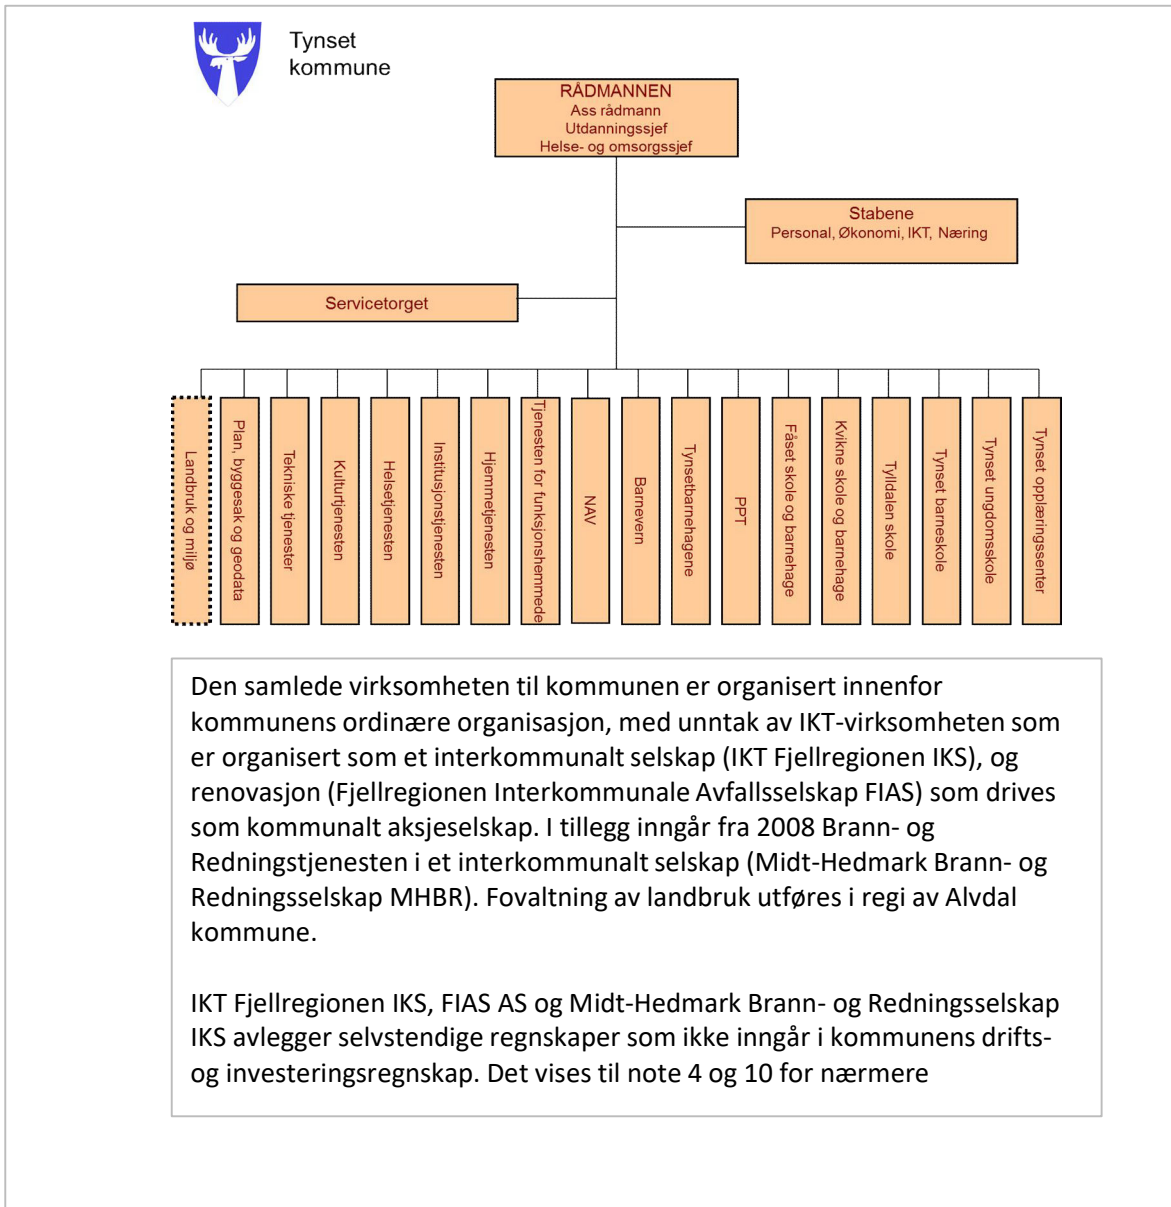 Tynset
kommune
RÅDMANNEN
Ass rådmann
Utdanningssjef
Helse- og omsorgssjef
Stabene
Personal, Økonomi, IKT, Næring
Servicetorget
Landbruk og miljø
Plan, byggesak og geodata
Tekniske tjenester
Kulturtjenesten
Helsetjenesten
Institusjonstjenesten
Hjemmetjenesten
Tjenesten for funksjonshemmede
NAV
Barnevern
Tynsetbarnehagene
PPT
Fåset skole og barnehage
Kvikne skole og barnehage
Tylldalen skole
Tynset barneskole
Tynset ungdomsskole
Tynset opplæringssenter
Den samlede virksomheten til kommunen er organisert innenfor
kommunens ordinære organisasjon, med unntak av IKT-virksomheten som
er organisert som et interkommunalt selskap (IKT Fjellregionen IKS), og
renovasjon (Fjellregionen Interkommunale Avfallsselskap FIAS) som drives
som kommunalt aksjeselskap. I tillegg inngår fra 2008 Brann- og
Redningstjenesten i et interkommunalt selskap (Midt-Hedmark Brann- og
Redningsselskap MHBR). Fovaltning av landbruk utføres i regi av Alvdal
kommune.
IKT Fjellregionen IKS, FIAS AS og Midt-Hedmark Brann- og Redningsselskap
IKS avlegger selvstendige regnskaper som ikke inngår i kommunens drifts-
og investeringsregnskap. Det vises til note 4 og 10 for nærmere